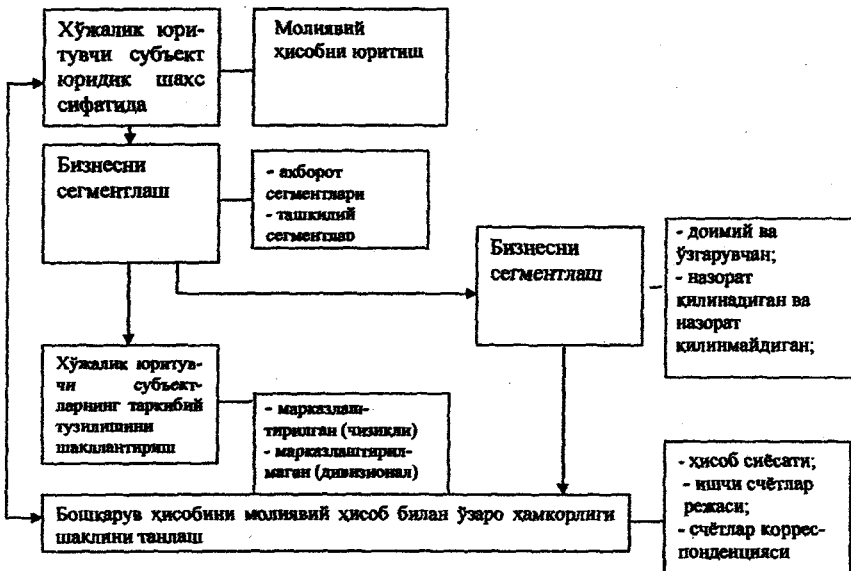 Хўжалик юри-
тувчи субъект
юридик шахс
сифатида
Молиявий
ҳисобни юритиш
Бизнесни
сегментлаш
- ахборот
сегментлари
- ташкилий
сегментлар
Бизнесни
сегментлаш
- доимий ва
ўзгарувчан;
- назорат
қилинадиган ва
назорат
қилинмайдиган;
Хўжалик юритув-
чи субъект-
ларнинг таркибий
тузилишини
шакллантириш
- марказлаш-
тирилган (чизиқли)
- марказлаштирил-
маган (дивизионал)
Бошқарув ҳисобини молиявий ҳисоб билан ўзаро ҳамкорлиги
шаклини танлаш
- ҳисоб сиёсати;
- ишчи счётлар
режаси;
- счётлар коррес-
понденцияси